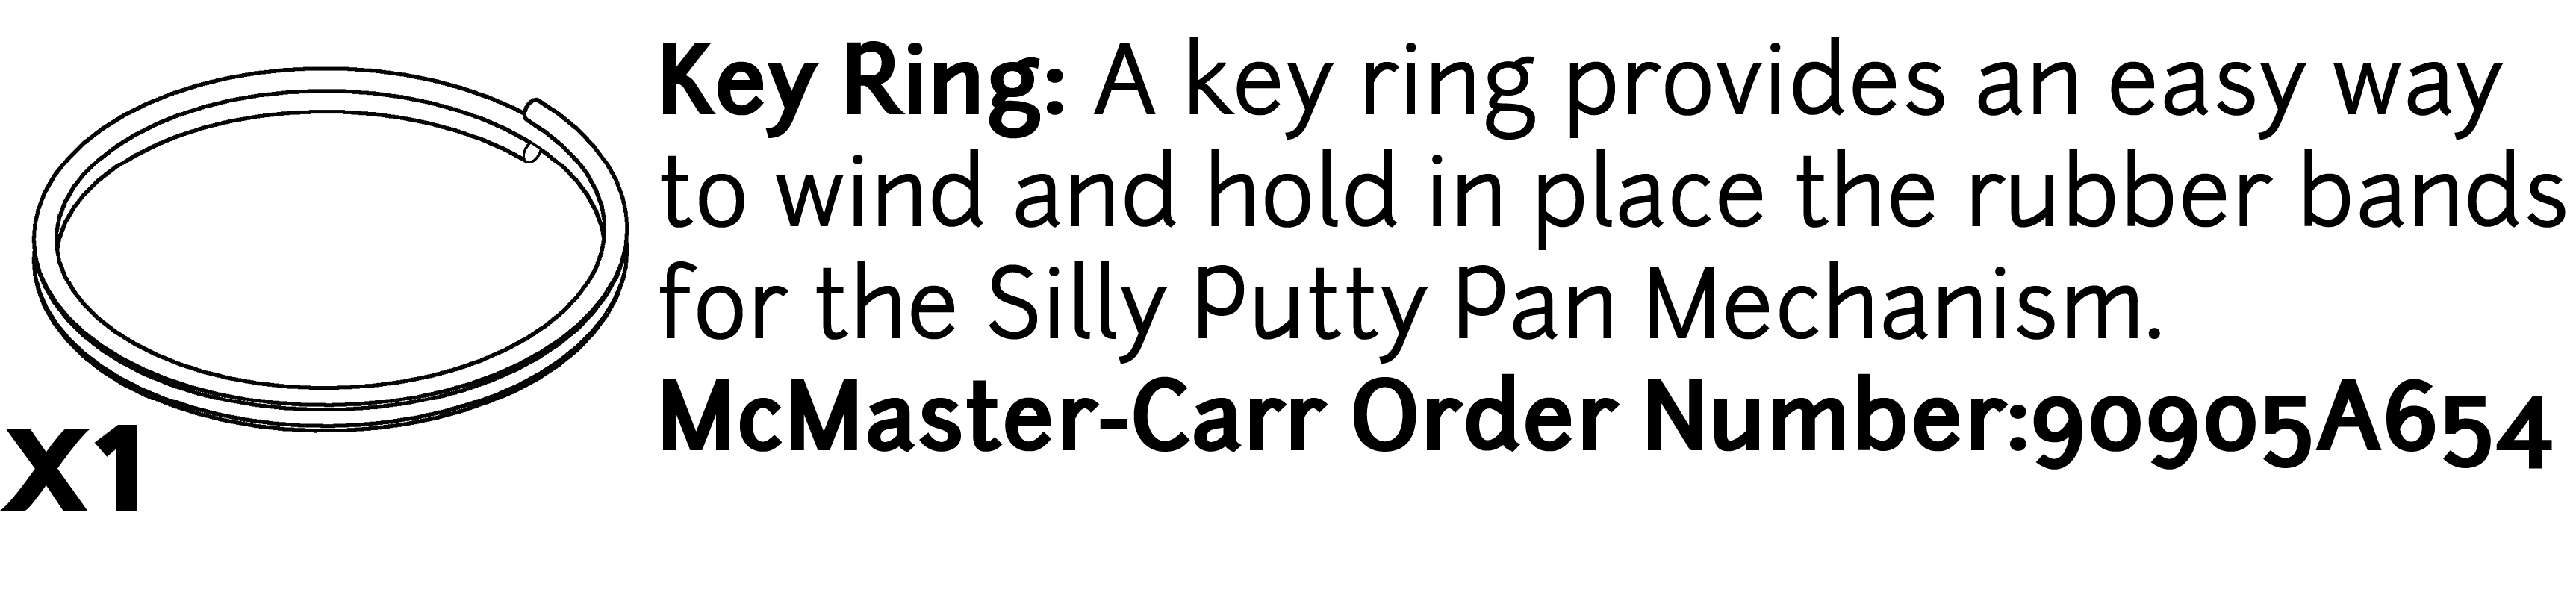 Key Ring: A key ring provides an easy way
to wind and hold in place the rubber bands
for the Silly Putty Pan Mechanism.
McMaster-Carr Order Number:90905A654
X1